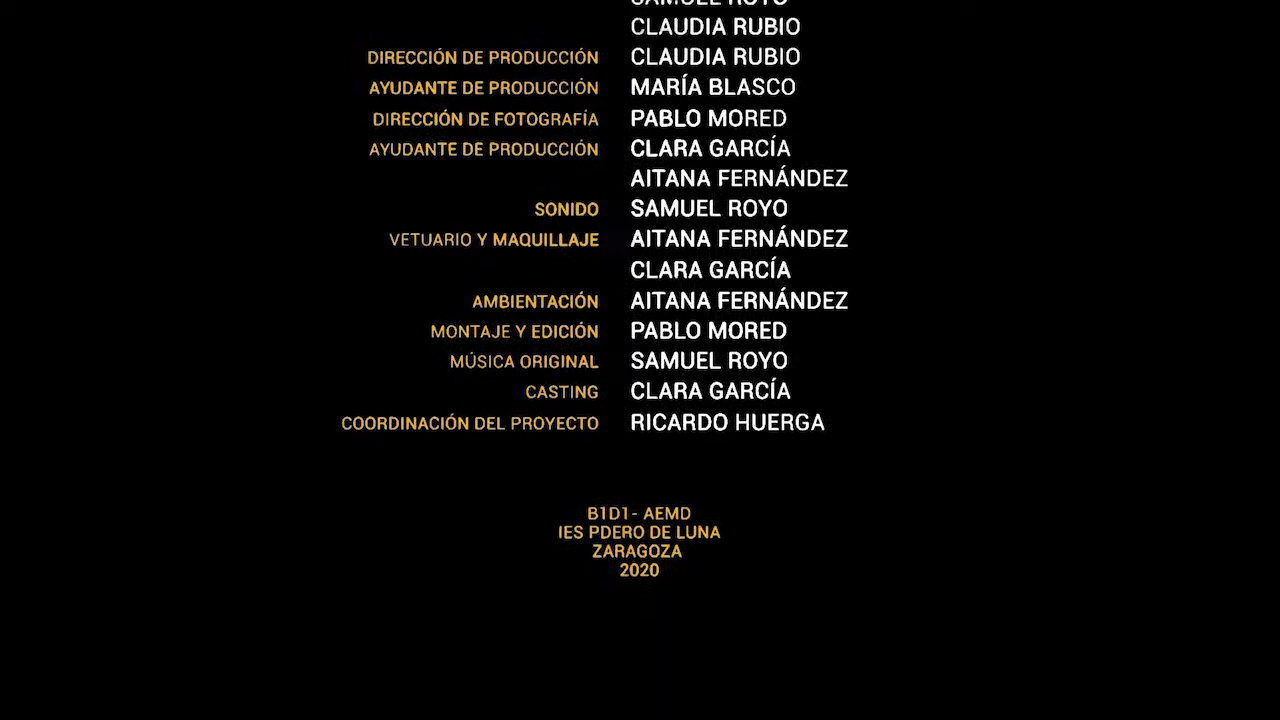 SAMUEL ROYO
CLAUDIA RUBIO
DIRECCIÓN DE PRODUCCIÓN CLAUDIA RUBIO
AYUDANTE DE PRODUCCIÓN MARÍA BLASCO
DIRECCIÓN DE FOTOGRAFÍA PABLO MORED
AYUDANTE DE PRODUCCIÓN CLARA GARCÍA
AITANA FERNÁNDEZ
SONIDO SAMUEL ROYO
VETUARIO Y MAQUILLAJE AITANA FERNÁNDEZ
CLARA GARCÍA
AMBIENTACIÓN AITANA FERNÁNDEZ
MONTAJE Y EDICIÓN PABLO MORED
MÚSICA ORIGINAL SAMUEL ROYO
CASTING CLARA GARCÍA
COORDINACIÓN DEL PROYECTO RICARDO HUERGA
B1D1- AEMD
IES PDERO DE LUNA
ZARAGOZA
2020